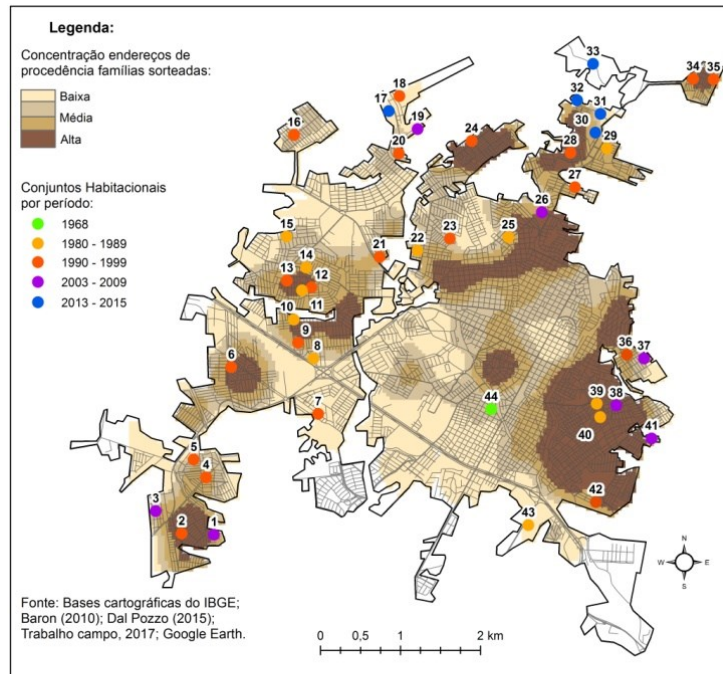 Legenda:
Concentração endereços de
procedência famílias sorteadas:
Baixa
Média
Alta
Conjuntos Habitacionais
por período:
1968
1980 - 1989
1990 - 1999
2003 - 2009
2013 - 2015
33
34 35
18
32
17
31
19
16
30
24
29
20
28
27
26
15
23
25
22
21
14
13
12
11
10
9
36
37
8
6
39
38
7
44
40
41
5
4
42
3
43
2
1
N
W E
S
Fonte: Bases cartográficas do IBGE;
Baron (2010); Dal Pozzo (2015);
Trabalho campo, 2017; Google Earth.
0 0,5 1 2 km